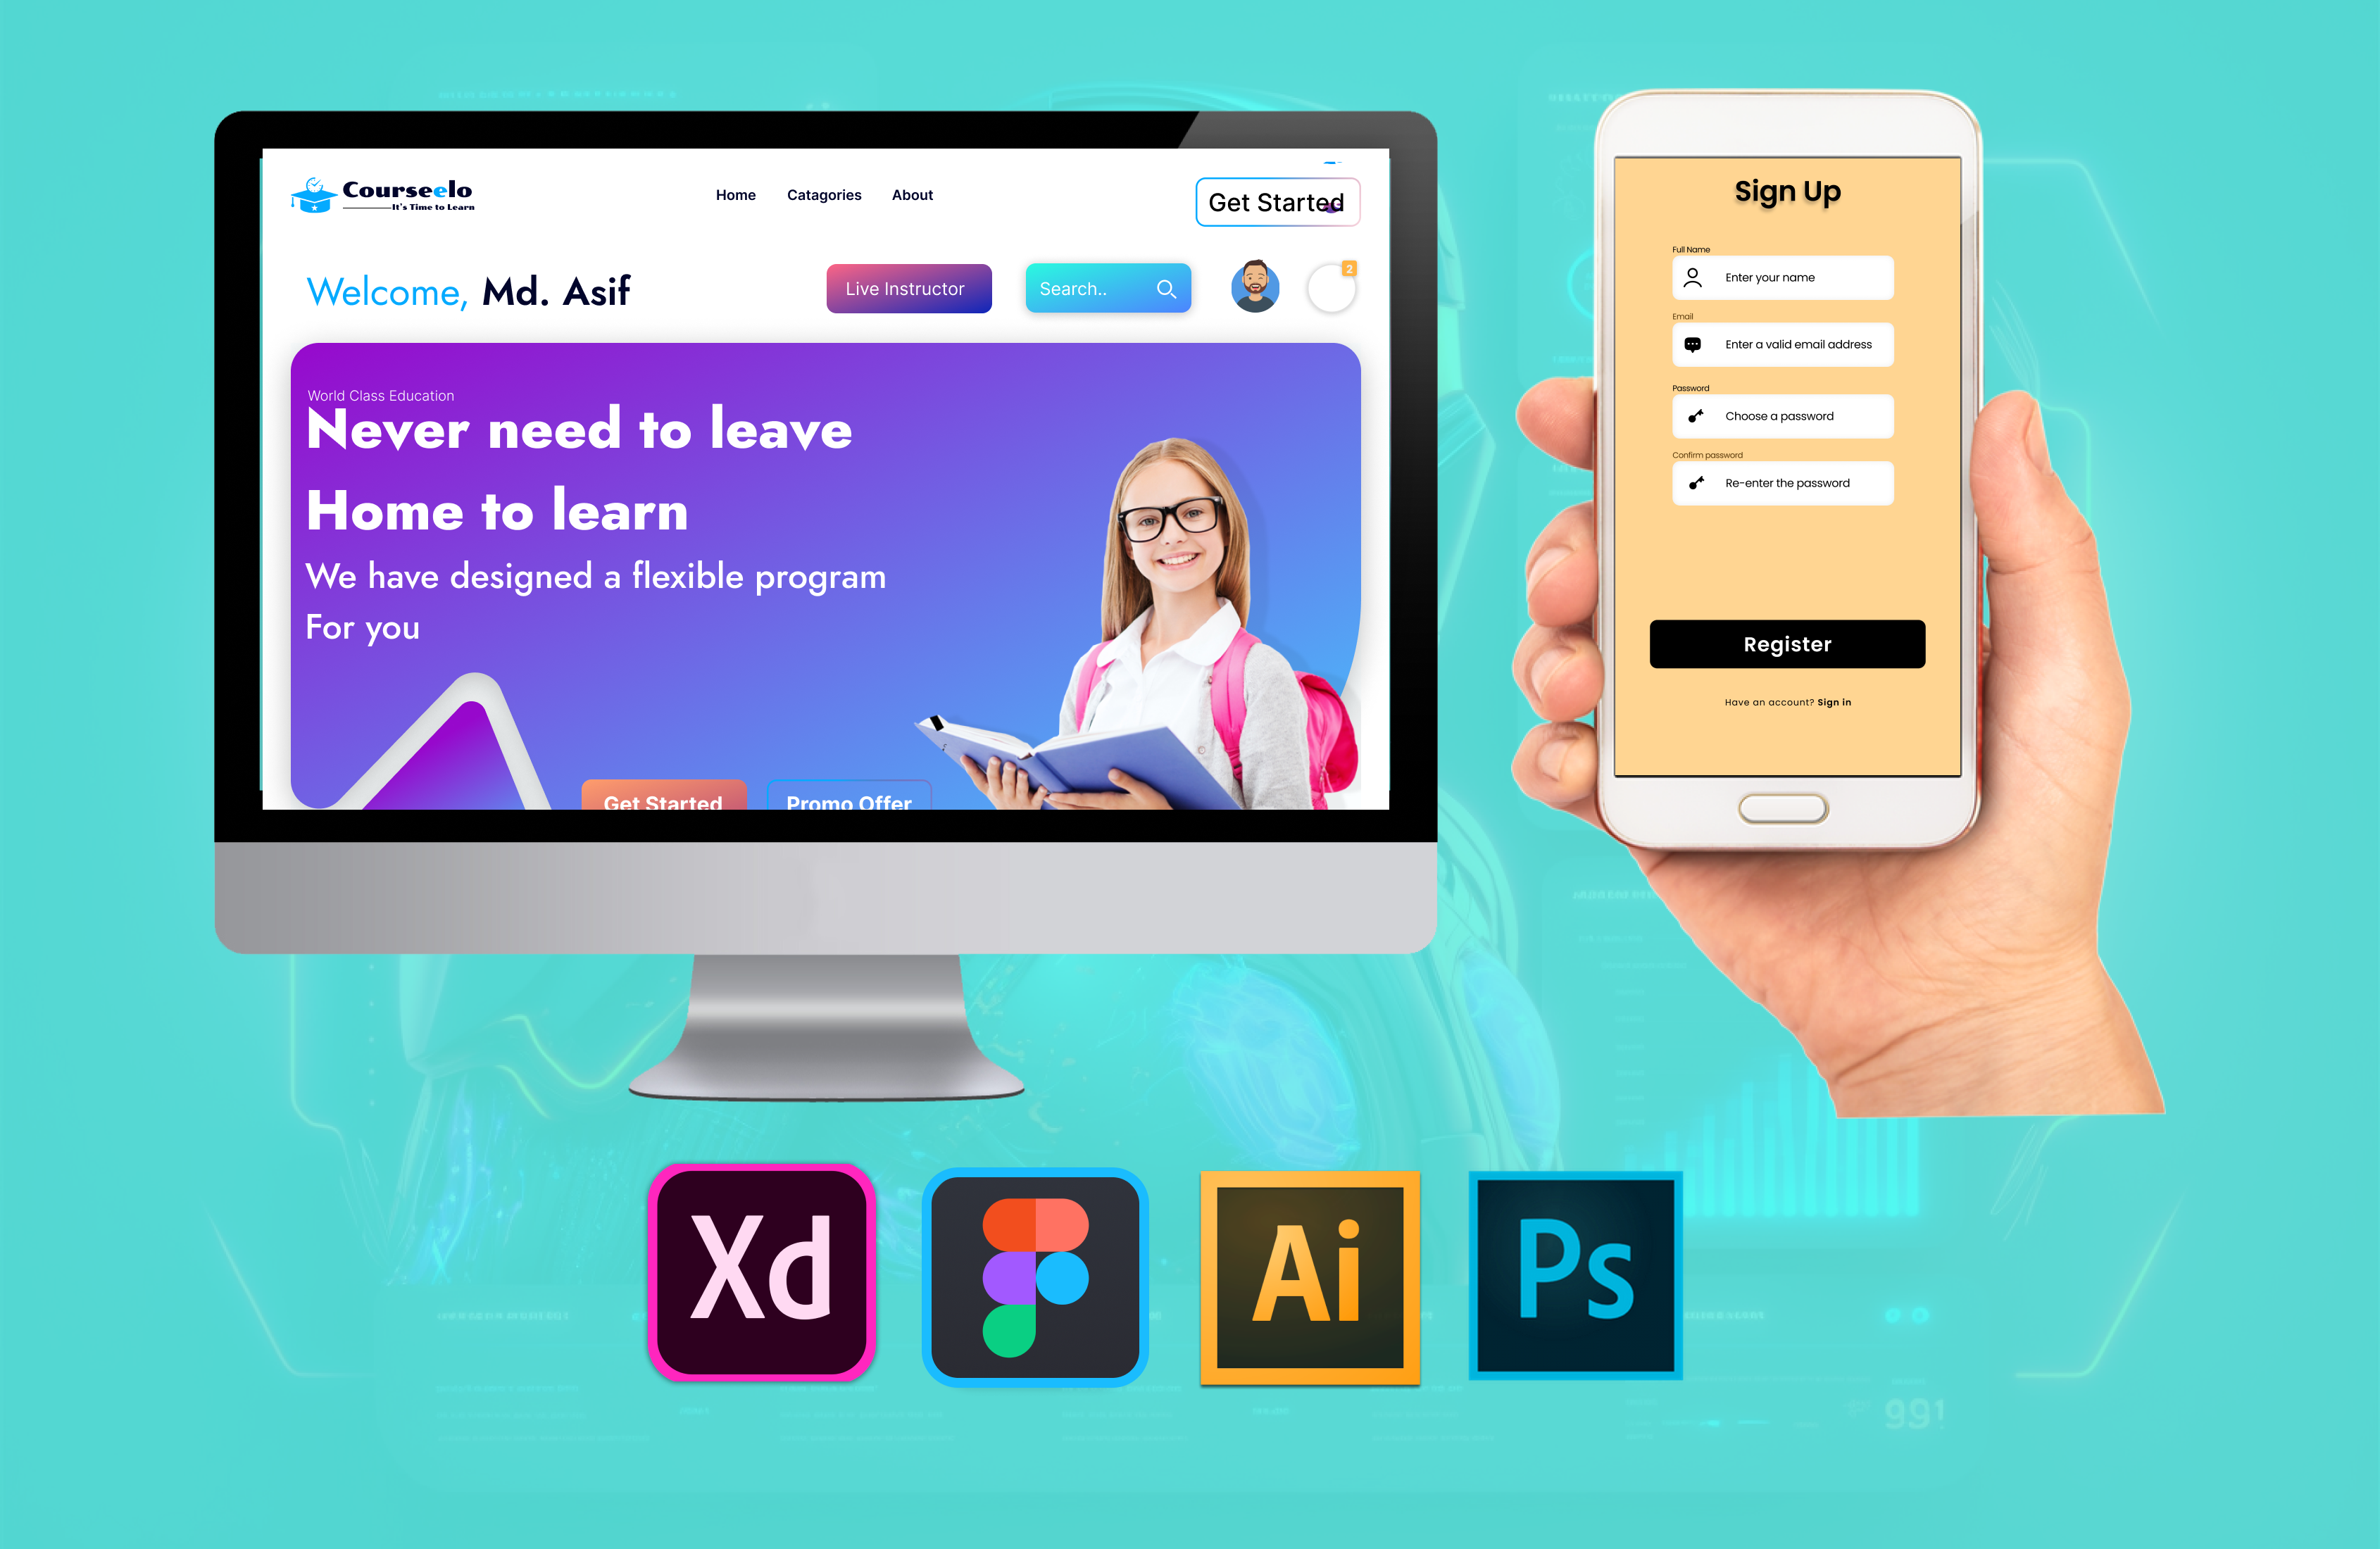 Courseelo
It's Time to Learn
Home Catagories About
Get Started
Welcome, Md. Asif
Live Instructor
Search..
2
World Class Education
Never need to leave
Home to learn
We have designed a flexible program
For you
Get Started
Promo Offer
Sign Up
Full Name
Enter your name
Email
Enter a valid email address
Password
Choose a password
Confirm password
Re-enter the password
Register
Have an account? Sign in
Xd
Ai
Ps
991